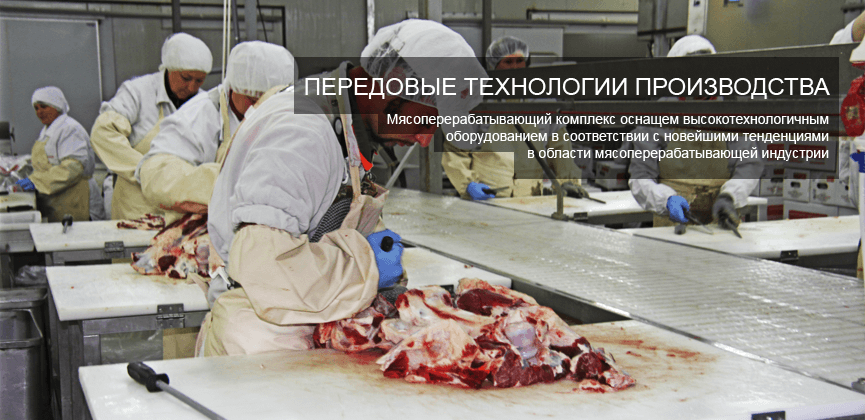 ПЕРЕДОВЫЕ ТЕХНОЛОГИИ ПРОИЗВОДСТВА
Мясоперерабатывающий комплекс оснащем высокотехнологичным
оборудованием в соответствии с новейшими тенденциями
в области мясоперерабатывающей индустрии